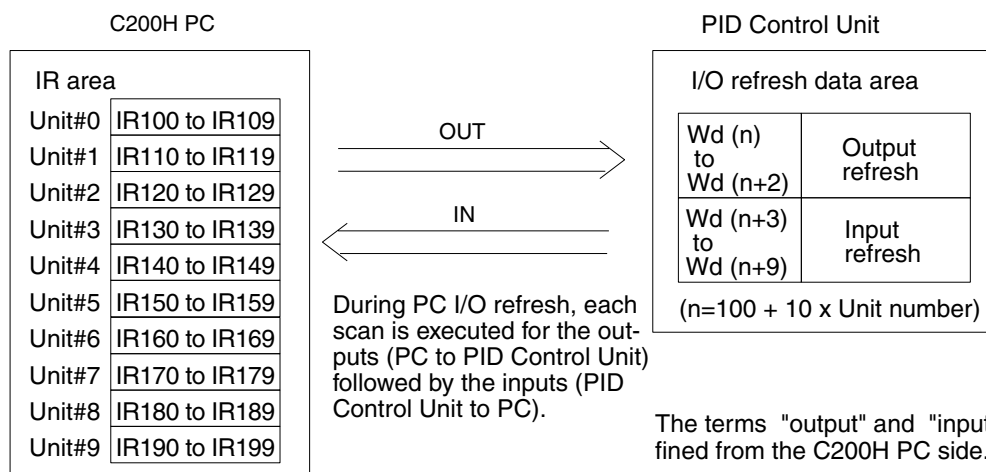 C200H PC
IR area
Unit#0 IR100 to IR109
Unit#1 IR110 to IR119
Unit#2 IR120 to IR129
Unit#3 IR130 to IR139
Unit#4 IR140 to IR149
Unit#5 IR150 to IR159
Unit#6 IR160 to IR169
Unit#7 IR170 to IR179
Unit#8 IR180 to IR189
Unit#9 IR190 to IR199
OUT
IN
During PC I/O refresh, each
scan is executed for the out-
puts (PC to PID Control Unit)
followed by the inputs (PID
Control Unit to PC).
PID Control Unit
I/O refresh data area
Wd (n)
to
Wd (n+2)
Output
refresh
Wd (n+3)
to
Wd (n+9)
Input
refresh
(n=100 + 10 x Unit number)
The terms "output" and "input
fined from the C200H PC side.